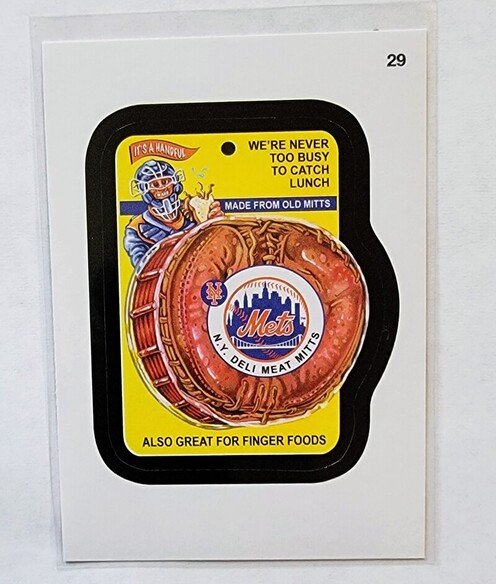 29
IT'S A HANDFUL
WE'RE NEVER
TOO BUSY
TO CATCH
LUNCH
MADE FROM OLD MITTS
NY
Mets
N.Y. DELI MEAT MITTS
ALSO GREAT FOR FINGER FOODS